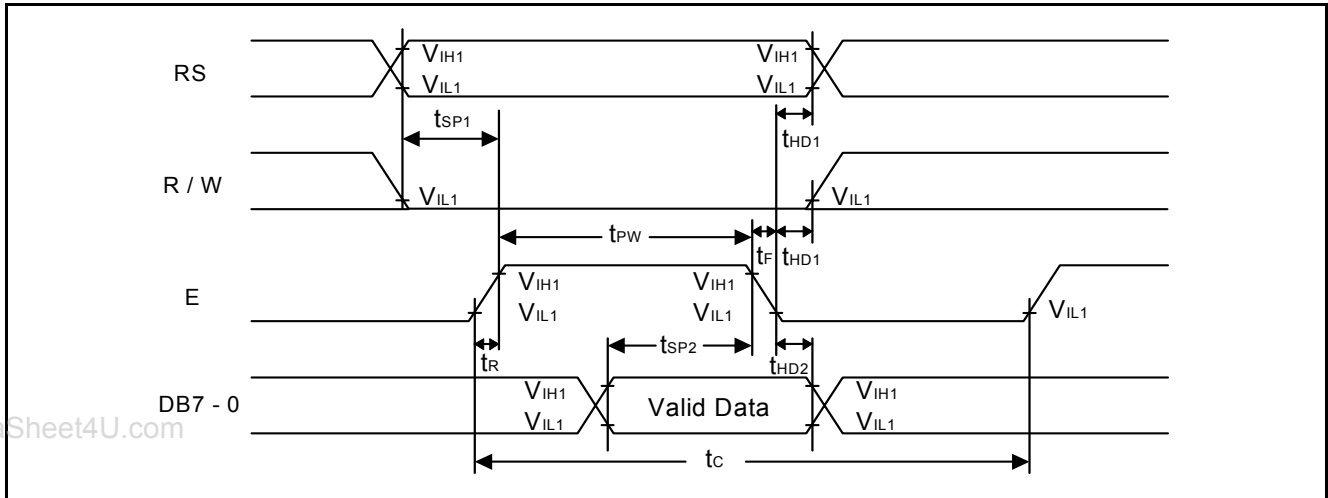 RS
VIH1
VIH1
VIL1
VIL1
tSP1
tHD1
R / W
VIL1
VIL1
tPW
tF
tHD1
E
VIH1
VIH1
VIL1
VIL1
VIL1
tR
tSP2
tHD2
DB7 - 0
VIH1
Valid Data
VIH1
VIL1
VIL1
aSheet4U.com
tC